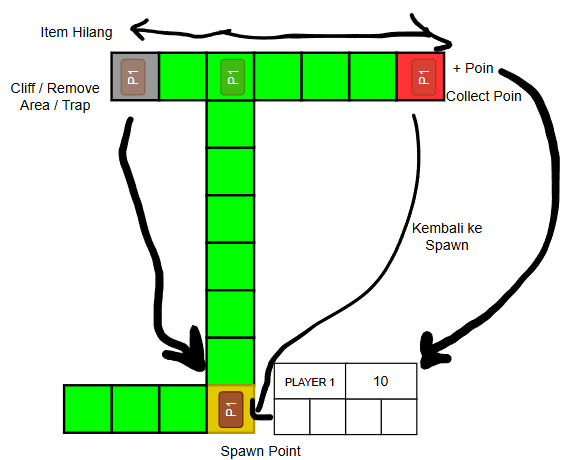 Item Hilang
P1
P1
P1
+ Poin
Cliff / Remove
Area / Trap
Collect Poin
Kembali ke
Spawn
PLAYER 1
10
P1
Spawn Point